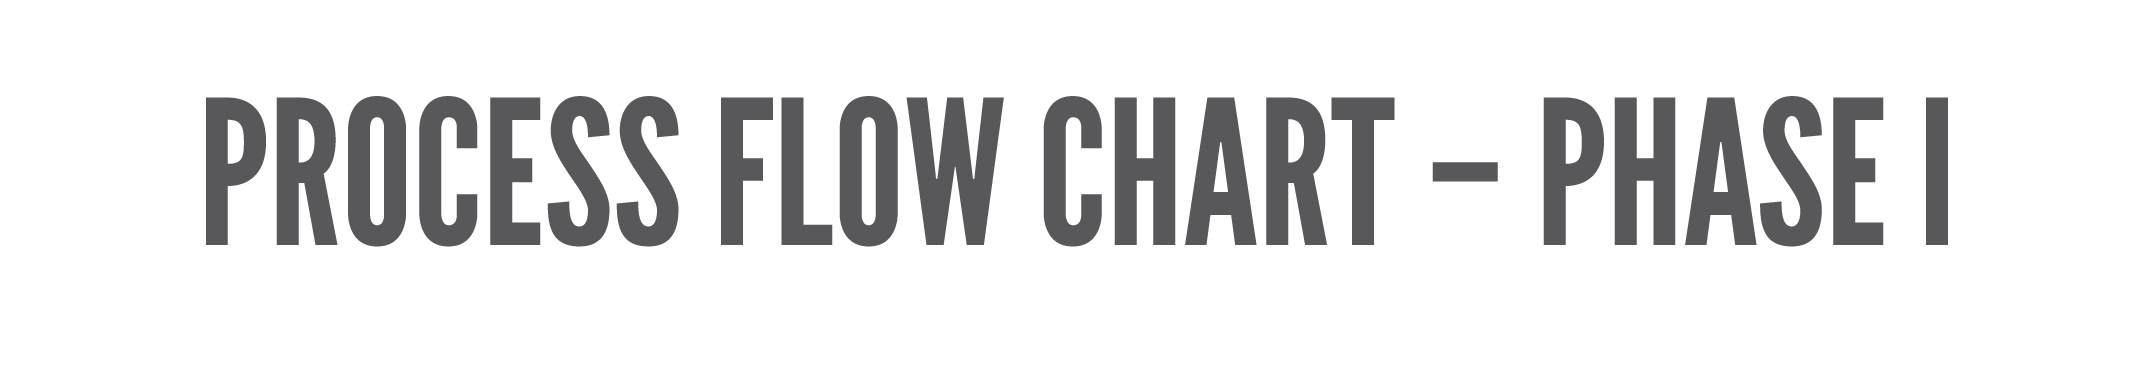 PROCESS FLOW CHART – PHASE I